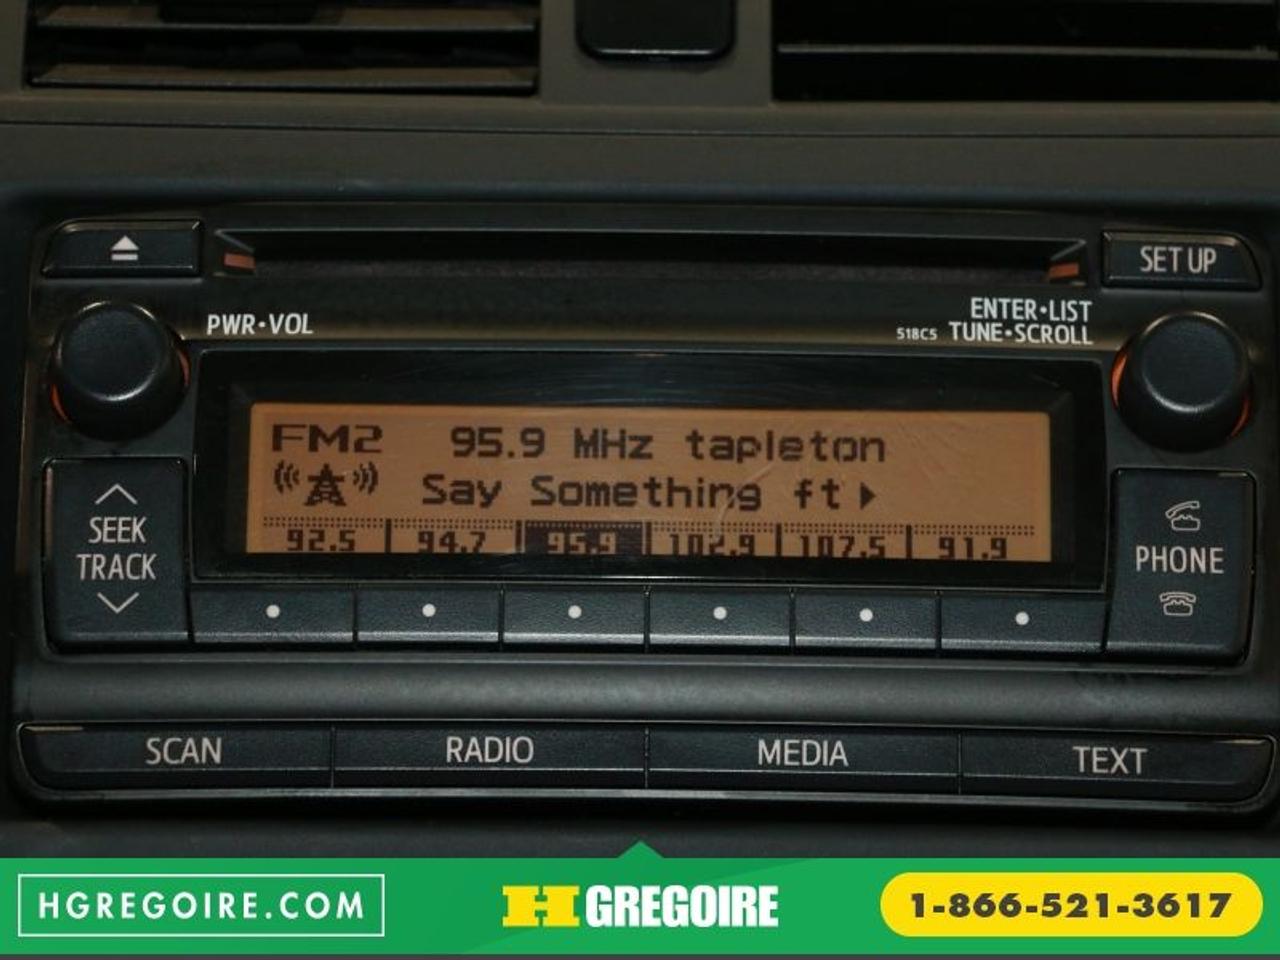 SET UP
PWR•VOL
ENTER•LIST
518C5 TUNE•SCROLL
FM2 95.9 MHz tapleton
Say Something ft
92.5 94.7 95.9 102.9 107.5 91.9
SEEK
TRACK
PHONE
SCAN RADIO MEDIA TEXT
HGREGOIRE.COM
H GREGOIRE
1-866-521-3617